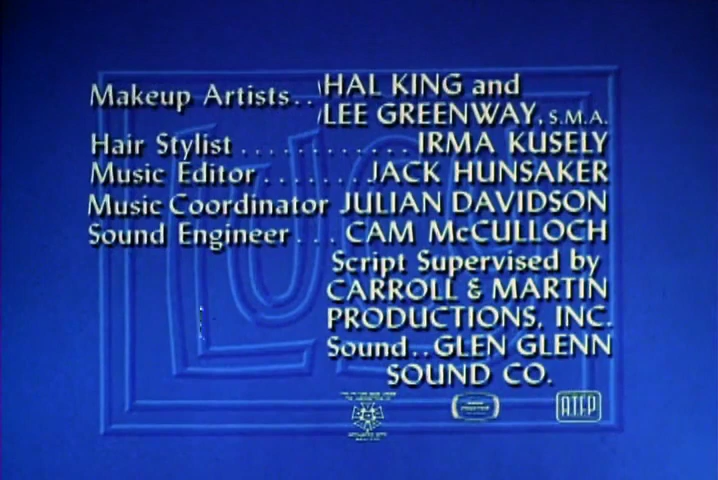 Makeup Artists.. HAL KING and
LEE GREENWAY, S.M.A.
Hair Stylist ............ IRMA KUSELY
Music Editor ....... JACK HUNSAKER
Music Coordinator JULIAN DAVIDSON
Sound Engineer ... CAM McCULLOCH
Script Supervised by
CARROLL & MARTIN
PRODUCTIONS, INC.
Sound.. GLEN GLENN
SOUND CO.
ATFP
LUCY